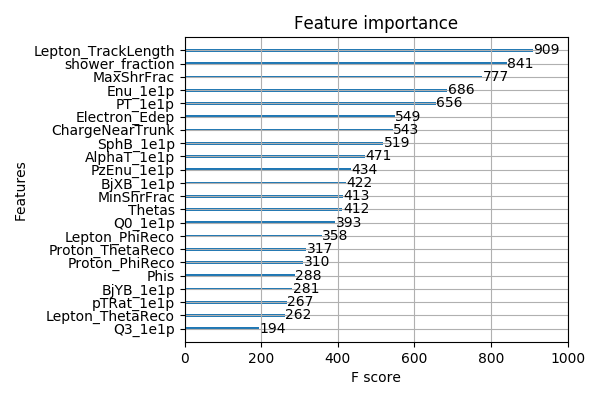 Feature importance
Lepton_TrackLength 909
shower_fraction 841
MaxShrFrac 777
Enu_1e1p 686
PT_1e1p 656
Electron_Edep 549
ChargeNearTrunk 543
SphB_1e1p 519
AlphaT_1e1p 471
PzEnu_1e1p 434
BjXB_1e1p 422
MinShrFrac 413
Thetas 412
Q0_1e1p 393
Lepton_PhiReco 358
Proton_ThetaReco 317
Proton_PhiReco 310
Phis 288
BjYB_1e1p 281
pTRat_1e1p 267
Lepton_ThetaReco 262
Q3_1e1p 194
Features
0 200 400 600 800 1000
F score